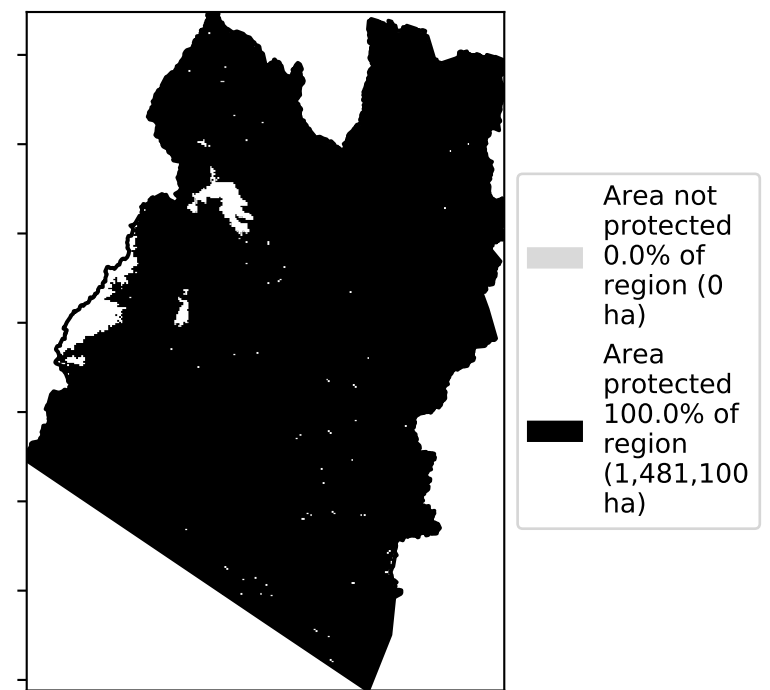 Area not
protected
0.0% of
region (0
ha)
Area
protected
100.0% of
region
(1,481,100
ha)